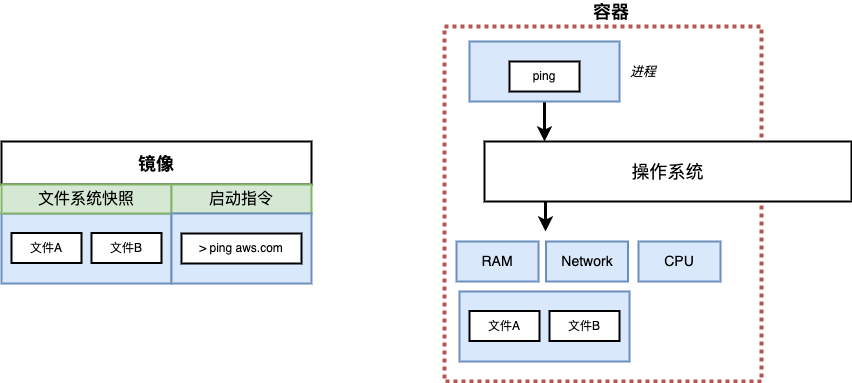 镜像
文件系统快照
启动指令
文件A
文件B
> ping aws.com
容器
ping
进程
操作系统
RAM
Network
CPU
文件A
文件B